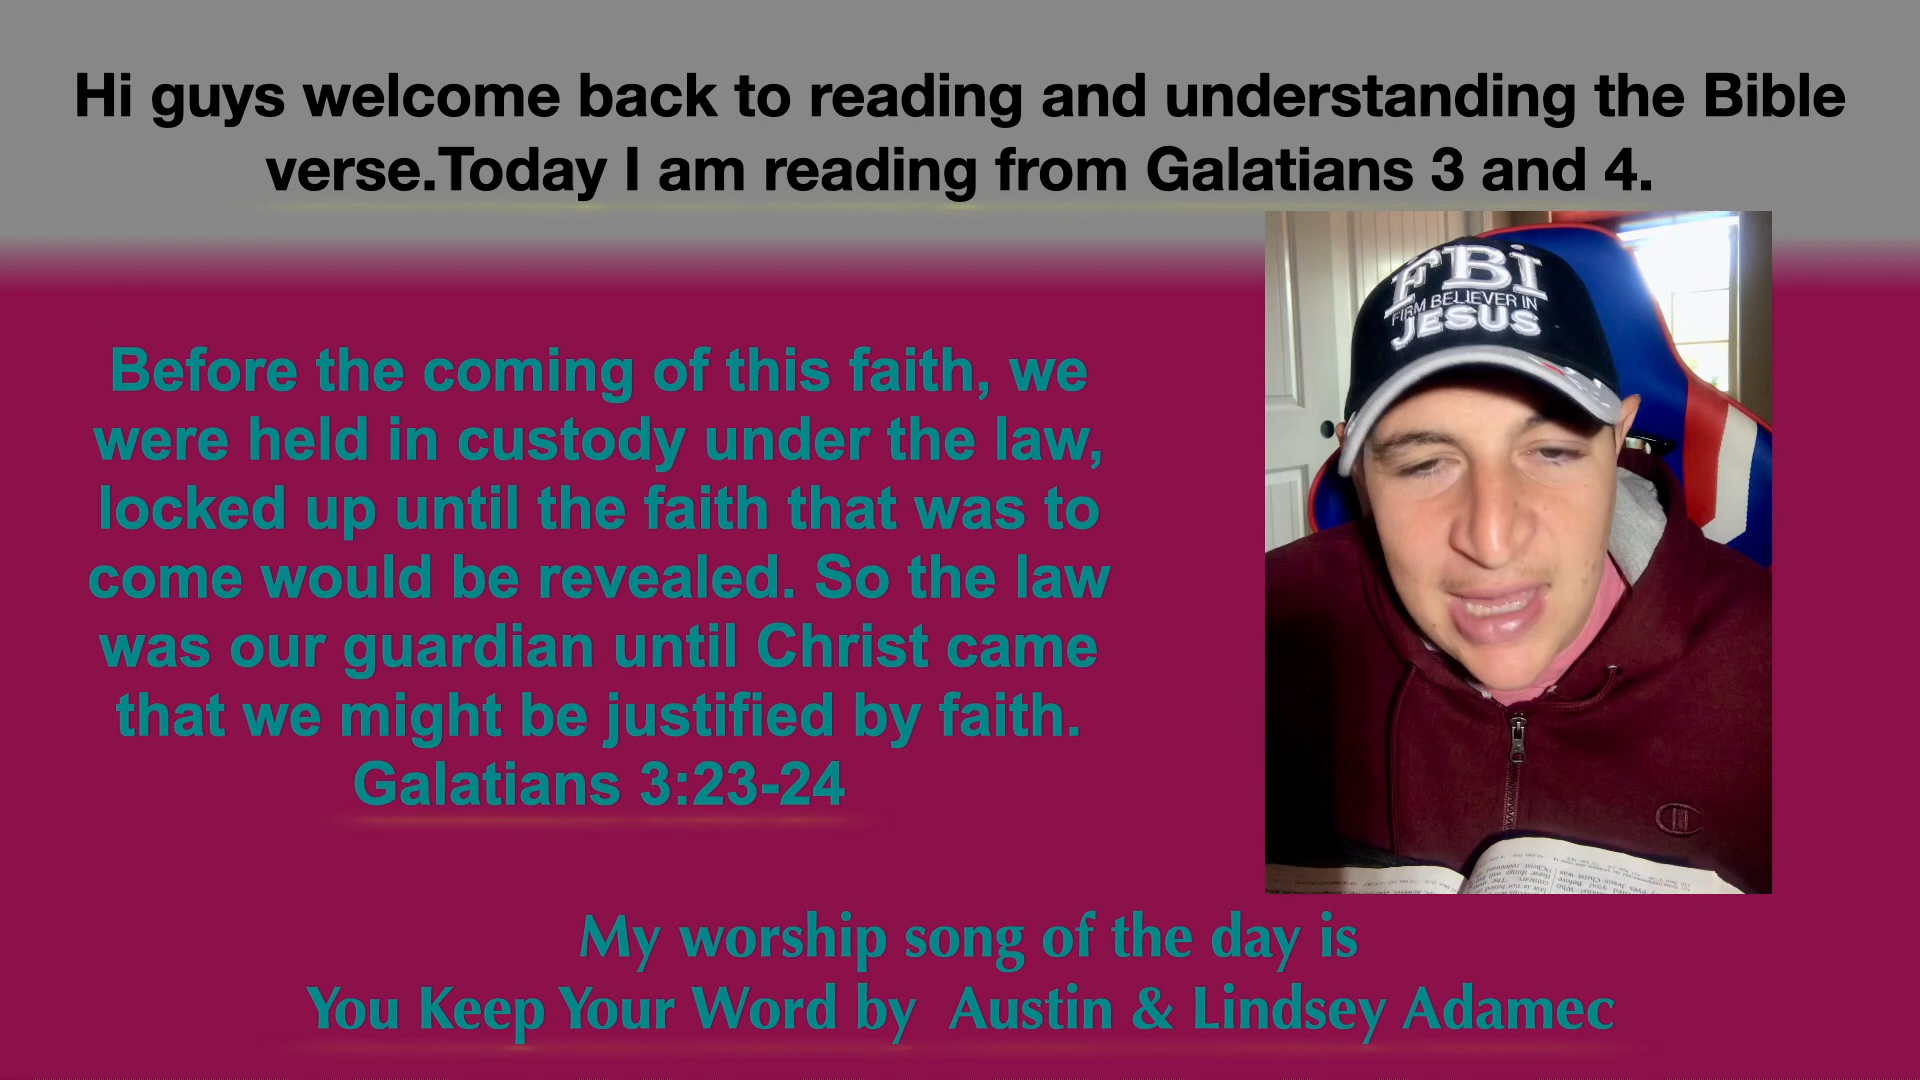 Hi guys welcome back to reading and understanding the Bible
verse.Today I am reading from Galatians 3 and 4.
FBI
FIRM BELIEVER IN
JESUS
Before the coming of this faith, we
were held in custody under the law,
locked up until the faith that was to
come would be revealed. So the law
was our guardian until Christ came
that we might be justified by faith.
Galatians 3:23-24
My worship song of the day is
You Keep Your Word by Austin & Lindsey Adamec